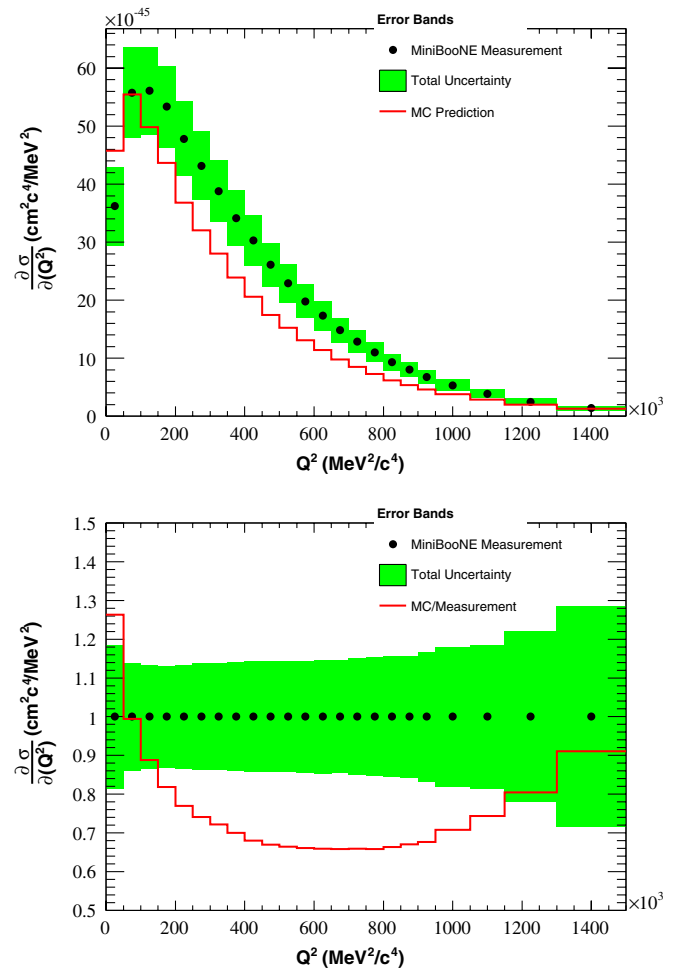 ×10⁻⁴⁵
Error Bands
MiniBooNE Measurement
Total Uncertainty
MC Prediction
60
50
40
30
20
10
0
∂ σ / ∂(Q²) (cm²c⁴/MeV²)
0 200 400 600 800 1000 1200 1400
×10³
Q² (MeV²/c⁴)
Error Bands
MiniBooNE Measurement
Total Uncertainty
MC/Measurement
1.5
1.4
1.3
1.2
1.1
1
0.9
0.8
0.7
0.6
0.5
∂ σ / ∂(Q²) (cm²c⁴/MeV²)
0 200 400 600 800 1000 1200 1400
×10³
Q² (MeV²/c⁴)